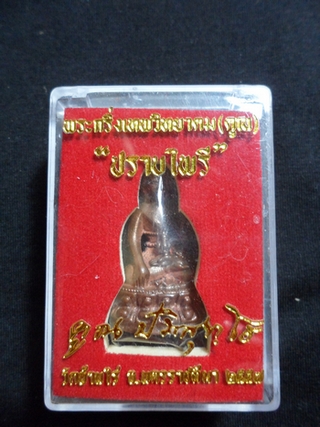 พระกริ่งเทพวิทยาคม(คูณ)
"ปราบไพรี"
คูณ ปริสุทฺโธ
วัดบ้านไร่ จ.นครราชสีมา